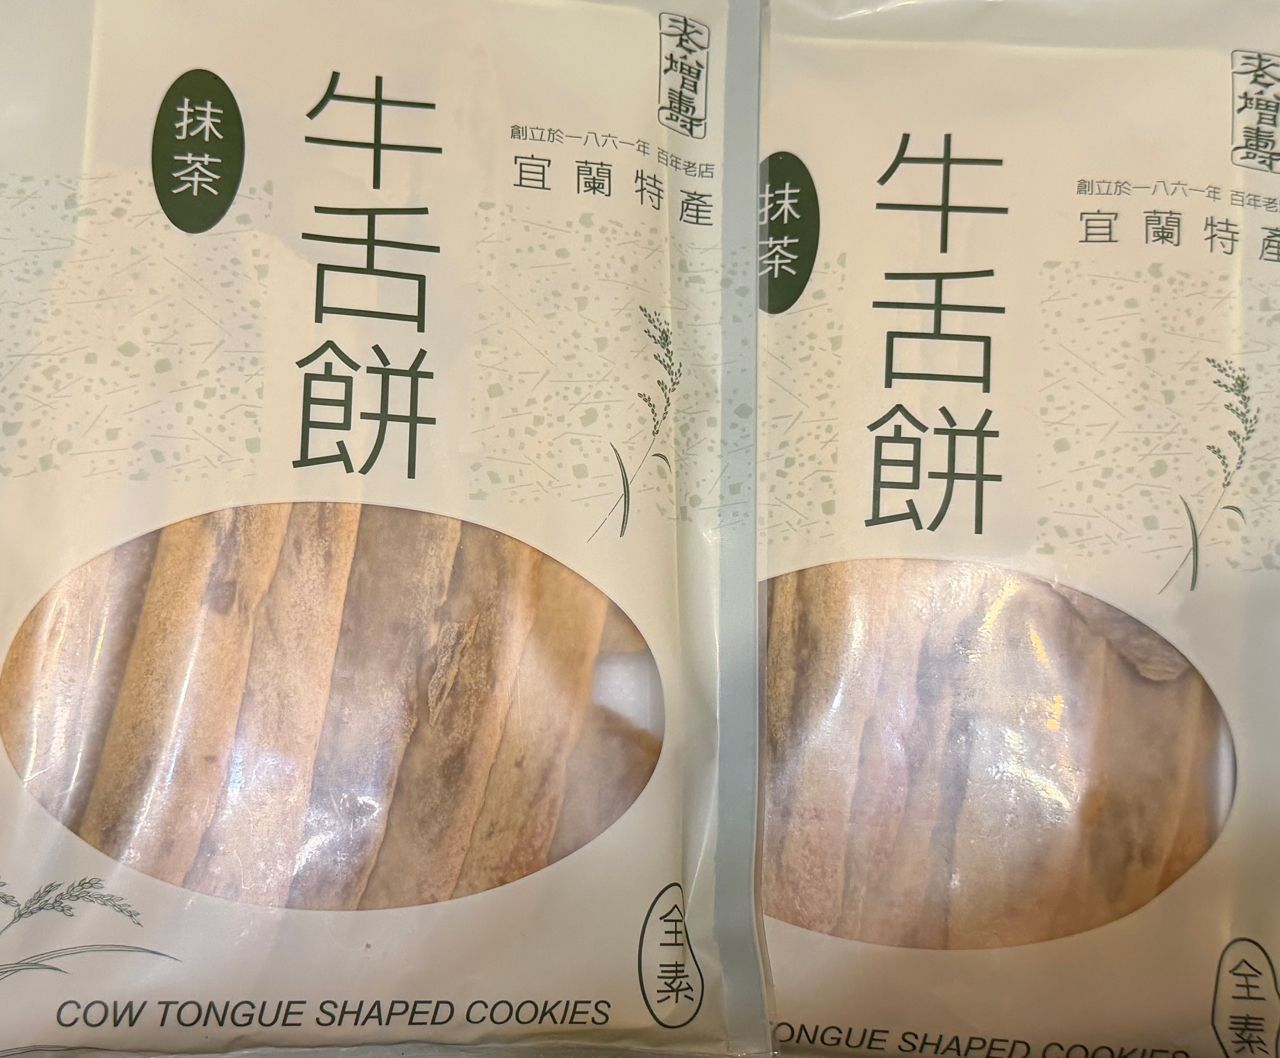 老增壽
抹茶
牛舌餅
創立於一八六一年 百年老店
宜蘭特產
全素
COW TONGUE SHAPED COOKIES
老增壽
抹茶
牛舌餅
創立於一八六一年 百年老
宜蘭特產
全素
TONGUE SHAPED COOKIES